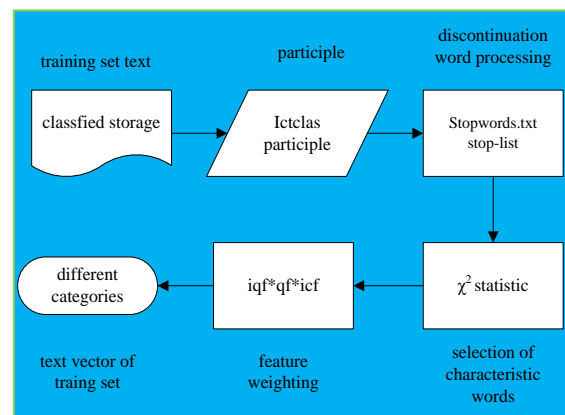 training set text
participle
discontinuation
word processing
classfied storage
Ictclas
participle
Stopwords.txt
stop-list
different
categories
iqf*qf*icf
χ² statistic
text vector of
traing set
feature
weighting
selection of
characteristic
words